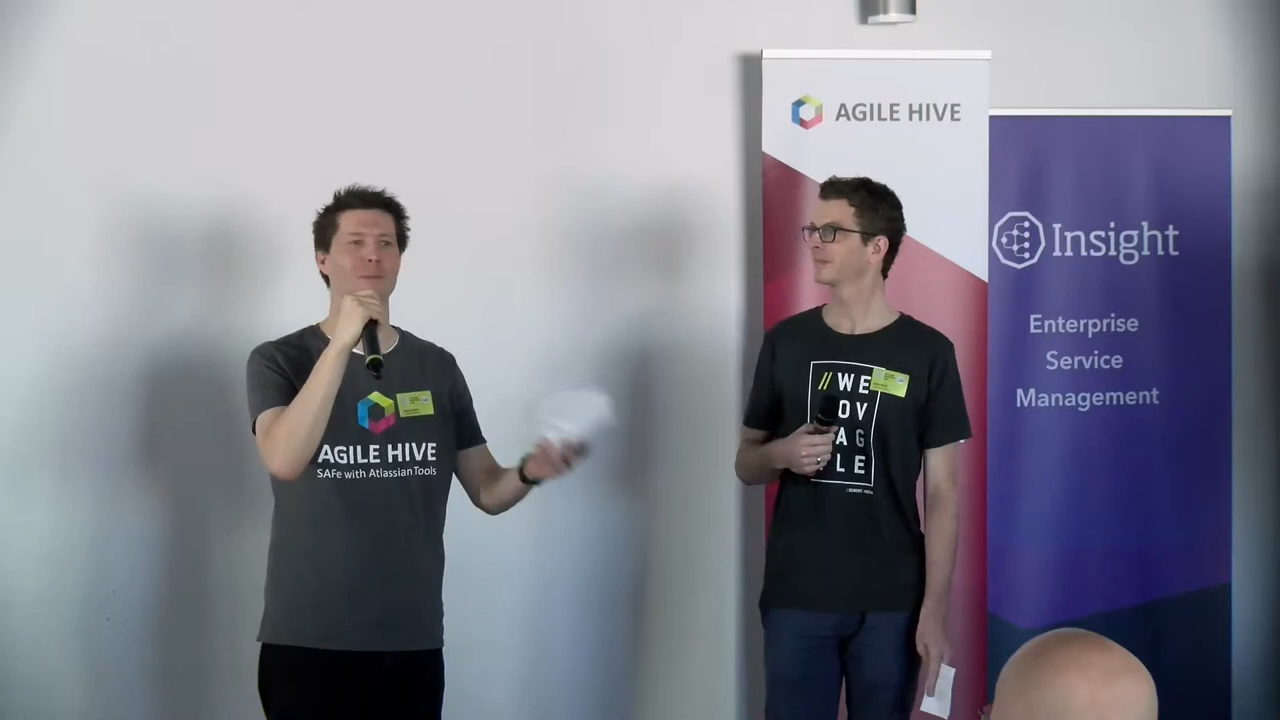 AGILE HIVE
Insight
Enterprise
Service
Management
AGILE HIVE
SAFe with Atlassian Tools
//WE
OV
AG
LE